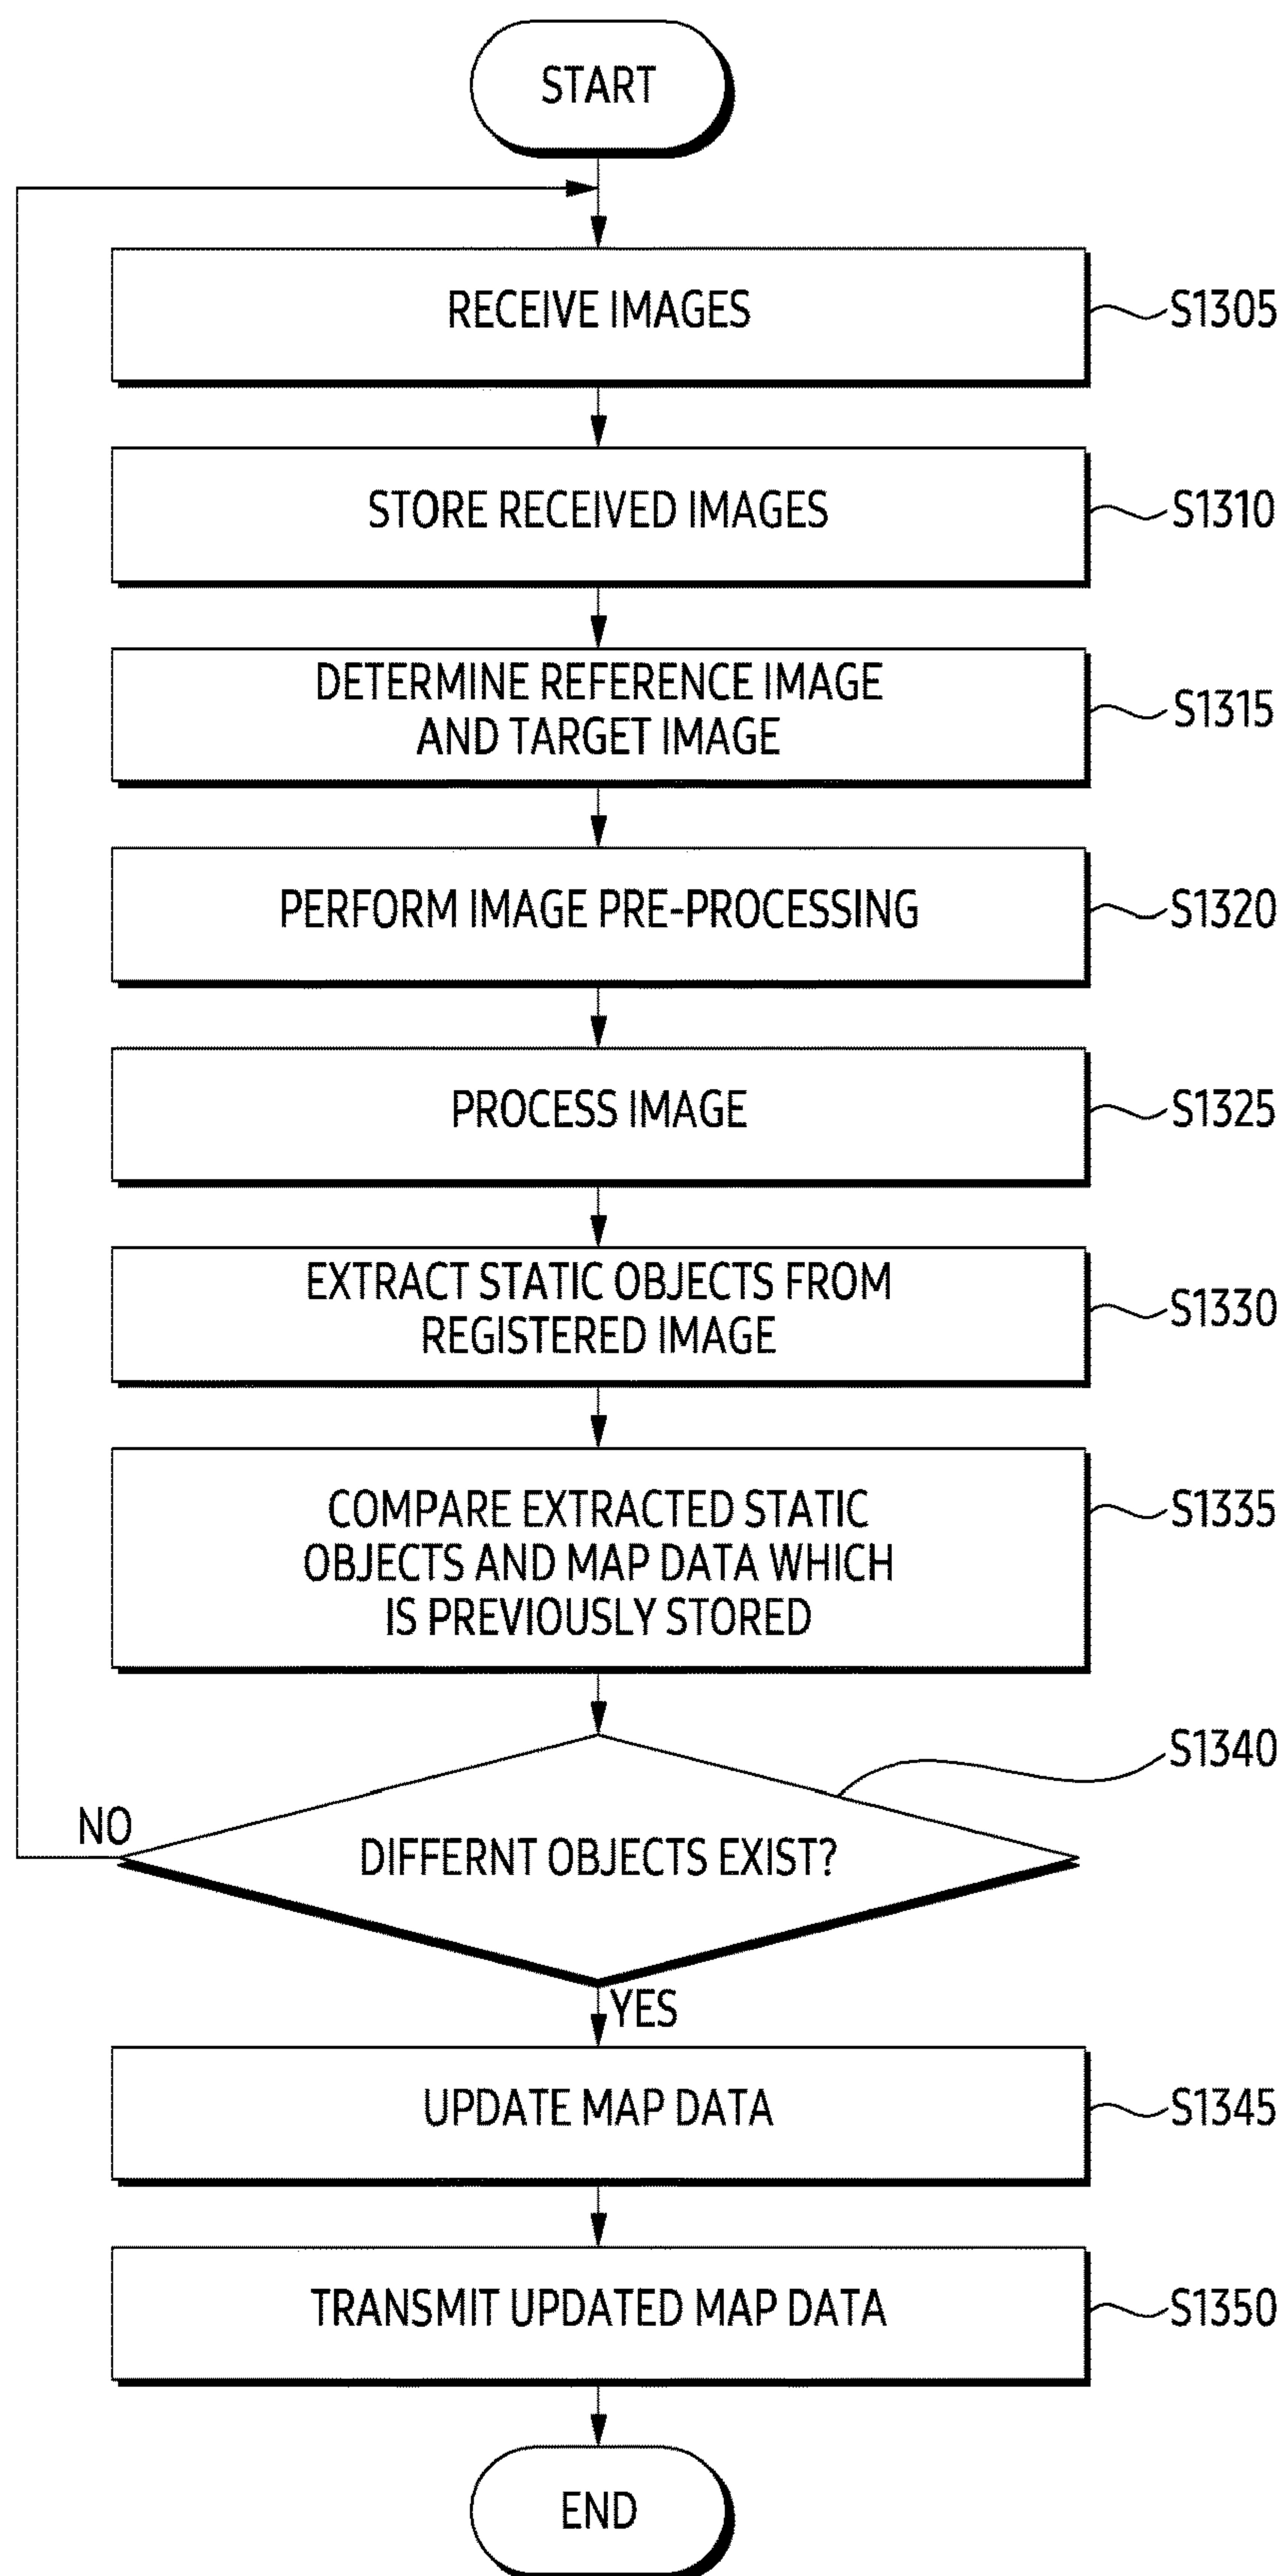 START
RECEIVE IMAGES
S1305
STORE RECEIVED IMAGES
S1310
DETERMINE REFERENCE IMAGE
AND TARGET IMAGE
S1315
PERFORM IMAGE PRE-PROCESSING
S1320
PROCESS IMAGE
S1325
EXTRACT STATIC OBJECTS FROM
REGISTERED IMAGE
S1330
COMPARE EXTRACTED STATIC
OBJECTS AND MAP DATA WHICH
IS PREVIOUSLY STORED
S1335
S1340
NO
DIFFERNT OBJECTS EXIST?
YES
UPDATE MAP DATA
S1345
TRANSMIT UPDATED MAP DATA
S1350
END